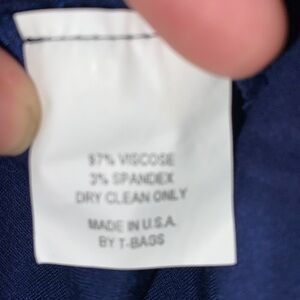 97% VISCOSE
3% SPANDEX
DRY CLEAN ONLY
MADE IN U.S.A.
BY T-BAGS